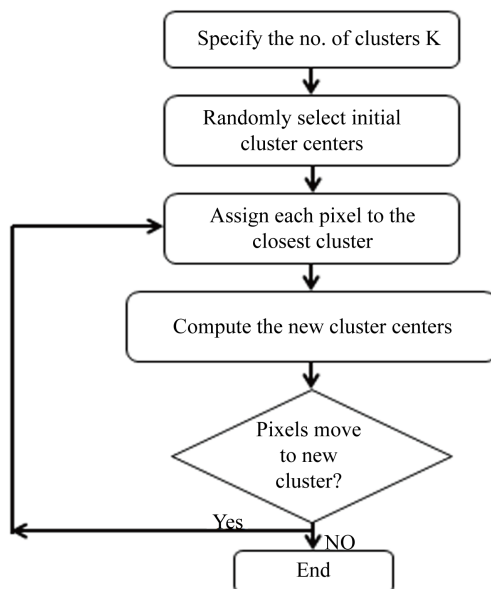 Specify the no. of clusters K
Randomly select initial
cluster centers
Assign each pixel to the
closest cluster
Compute the new cluster centers
Pixels move
to new
cluster?
Yes
NO
End